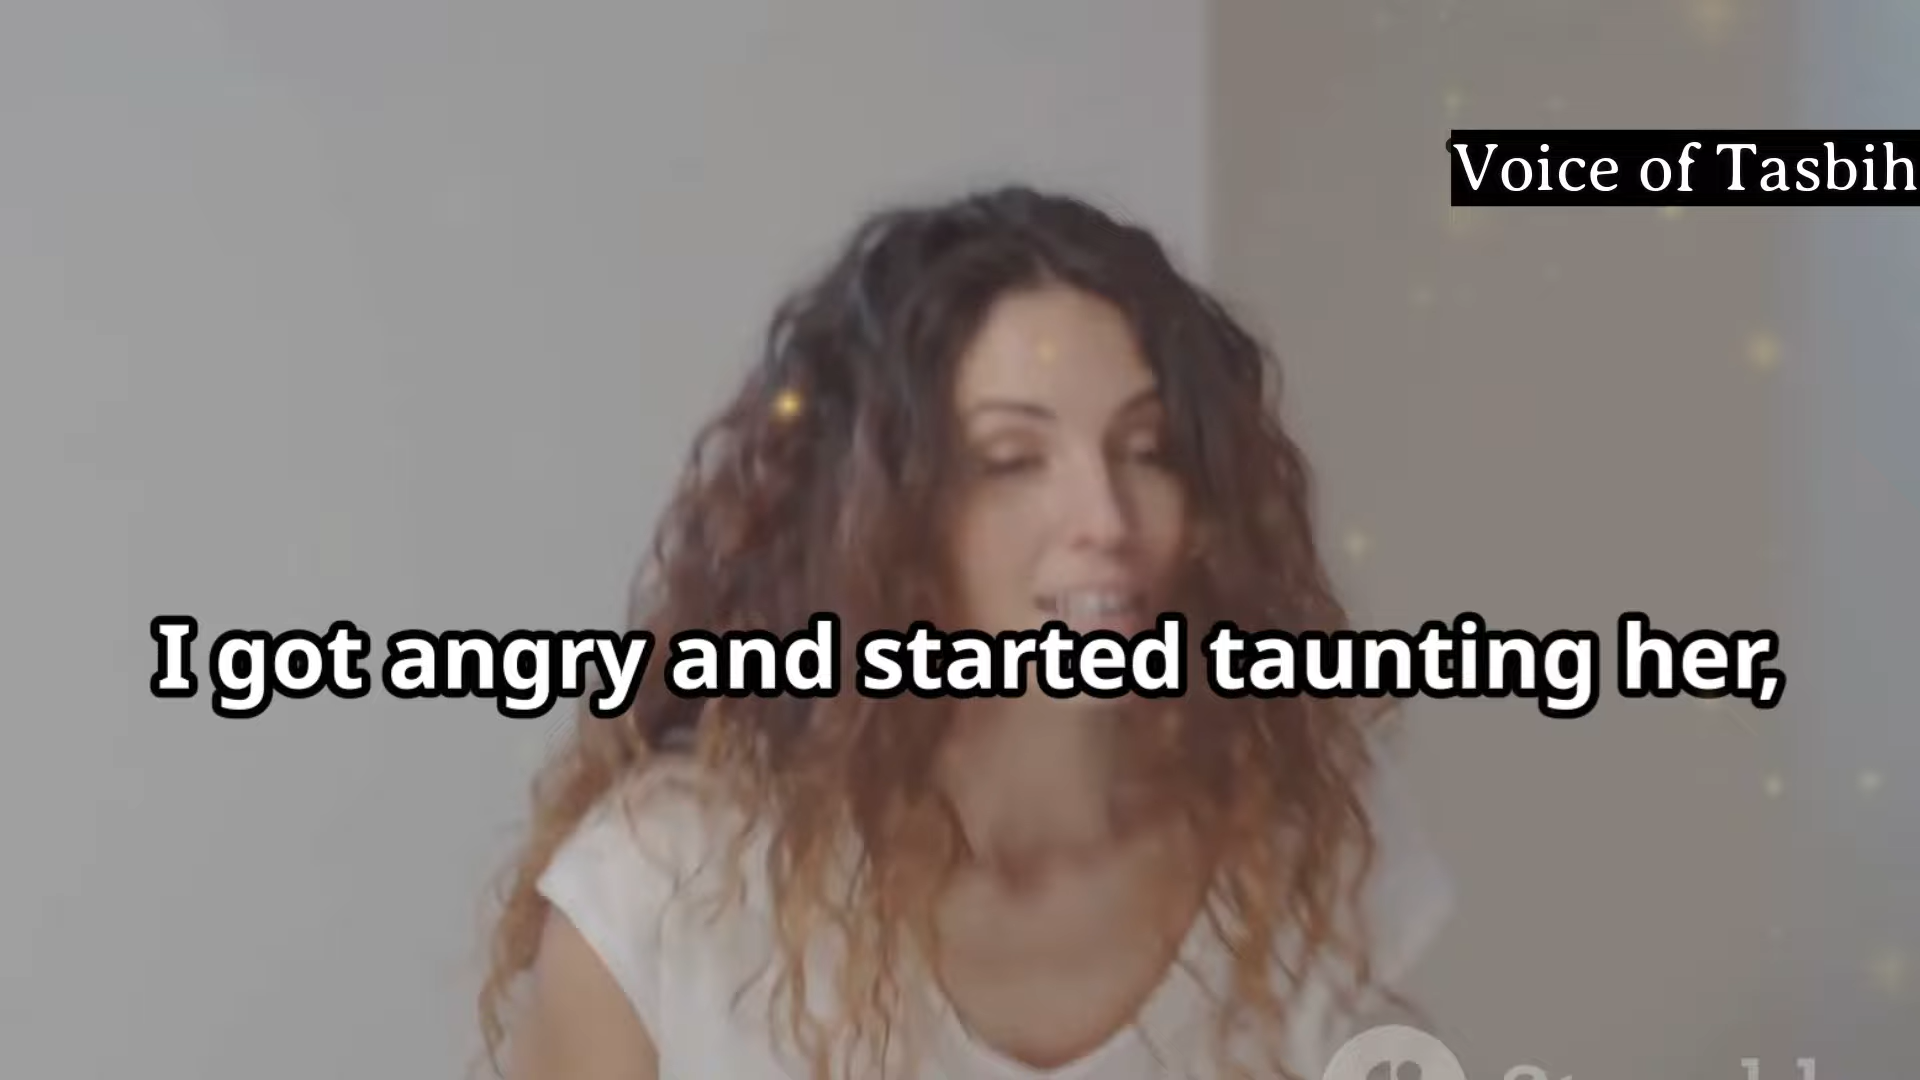 Voice of Tasbih
I got angry and started taunting her,